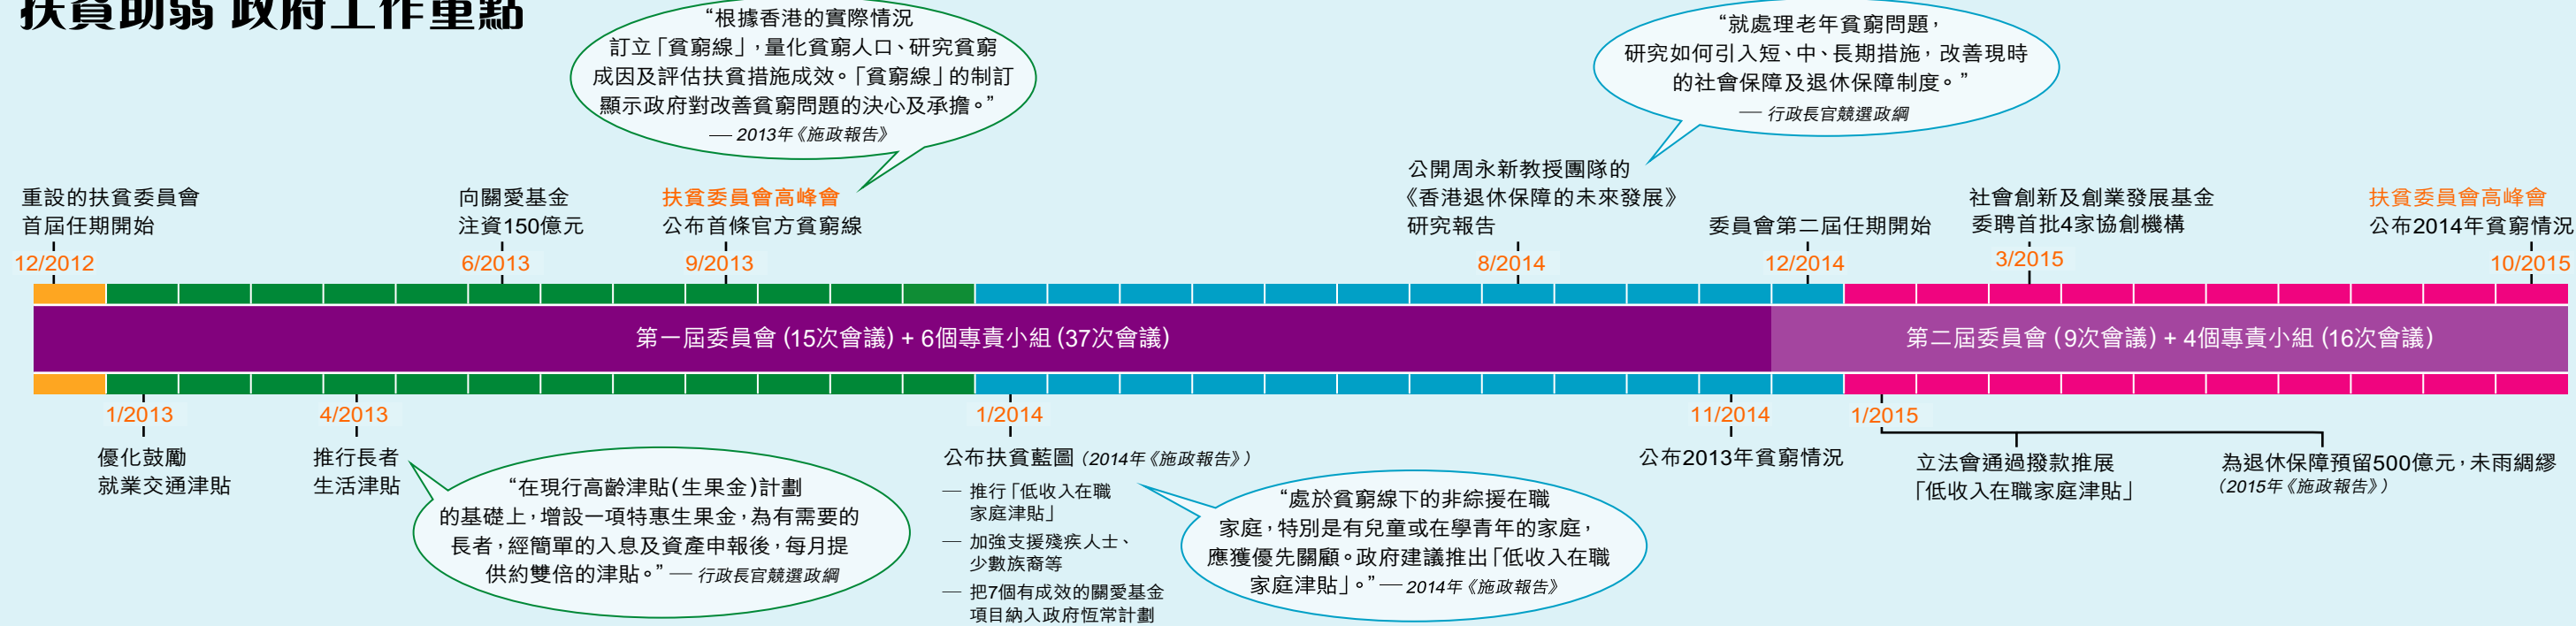 扶貧助弱 政府工作重點
“根據香港的實際情況
訂立「貧窮線」，量化貧窮人口、研究貧窮
成因及評估扶貧措施成效。「貧窮線」的制訂
顯示政府對改善貧窮問題的決心及承擔。”
— 2013年《施政報告》
“就處理老年貧窮問題，
研究如何引入短、中、長期措施，改善現時
的社會保障及退休保障制度。”
— 行政長官競選政綱
重設的扶貧委員會
首屆任期開始
12/2012
向關愛基金
注資150億元
6/2013
扶貧委員會高峰會
公布首條官方貧窮線
9/2013
公開周永新教授團隊的
《香港退休保障的未來發展》
研究報告
8/2014
委員會第二屆任期開始
12/2014
社會創新及創業發展基金
委聘首批4家協創機構
3/2015
扶貧委員會高峰會
公布2014年貧窮情況
10/2015
第一屆委員會 (15次會議) + 6個專責小組 (37次會議)
第二屆委員會 (9次會議) + 4個專責小組 (16次會議)
1/2013
優化鼓勵
就業交通津貼
4/2013
推行長者
生活津貼
“在現行高齡津貼(生果金)計劃
的基礎上，增設一項特惠生果金，為有需要的
長者，經簡單的入息及資產申報後，每月提
供約雙倍的津貼。” — 行政長官競選政綱
1/2014
公布扶貧藍圖（2014年《施政報告》）
— 推行「低收入在職
家庭津貼」
— 加強支援殘疾人士、
少數族裔等
— 把7個有成效的關愛基金
項目納入政府恆常計劃
“處於貧窮線下的非綜援在職
家庭，特別是有兒童或在學青年的家庭，
應獲優先關顧。政府建議推出「低收入在職
家庭津貼」。” — 2014年《施政報告》
11/2014
公布2013年貧窮情況
1/2015
立法會通過撥款推展
「低收入在職家庭津貼」
為退休保障預留500億元，未雨綢繆
（2015年《施政報告》）